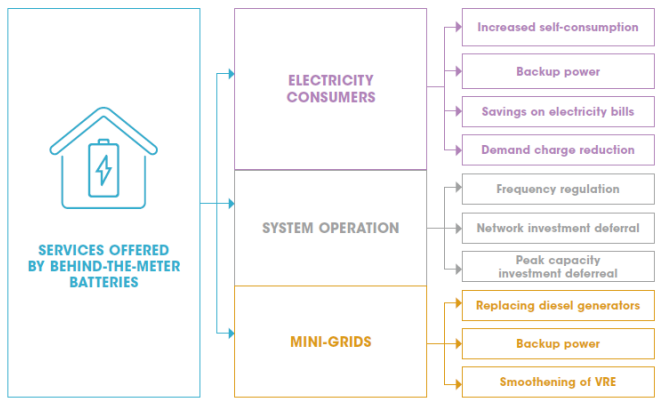 SERVICES OFFERED
BY BEHIND-THE-METER
BATTERIES
ELECTRICITY
CONSUMERS
Increased self-consumption
Backup power
Savings on electricity bills
Demand charge reduction
SYSTEM OPERATION
Frequency regulation
Network investment deferral
Peak capacity
investment deferreal
MINI-GRIDS
Replacing diesel generators
Backup power
Smoothening of VRE